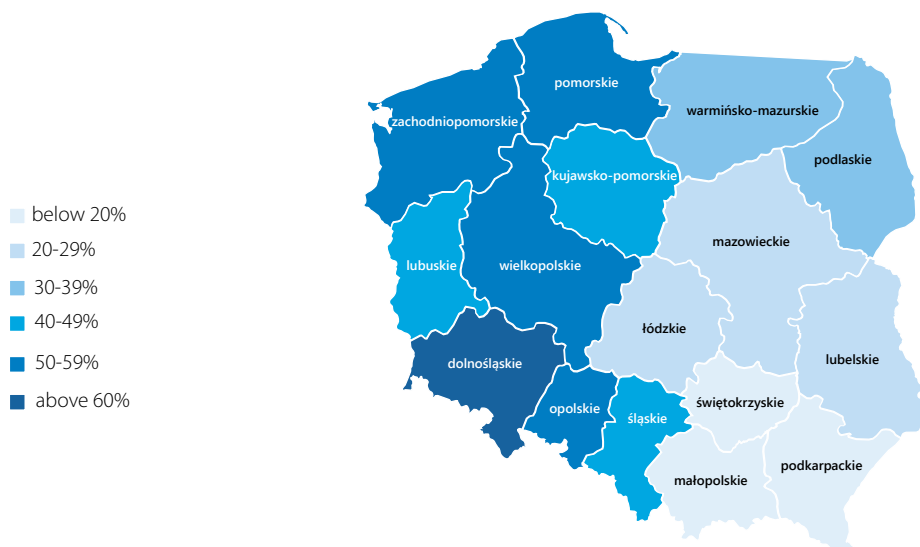 below 20%
20-29%
30-39%
40-49%
50-59%
above 60%
pomorskie
zachodniopomorskie
warmińsko-mazurskie
podlaskie
kujawsko-pomorskie
mazowieckie
lubuskie
wielkopolskie
łódzkie
lubelskie
dolnośląskie
opolskie
śląskie
świętokrzyskie
podkarpackie
małopolskie